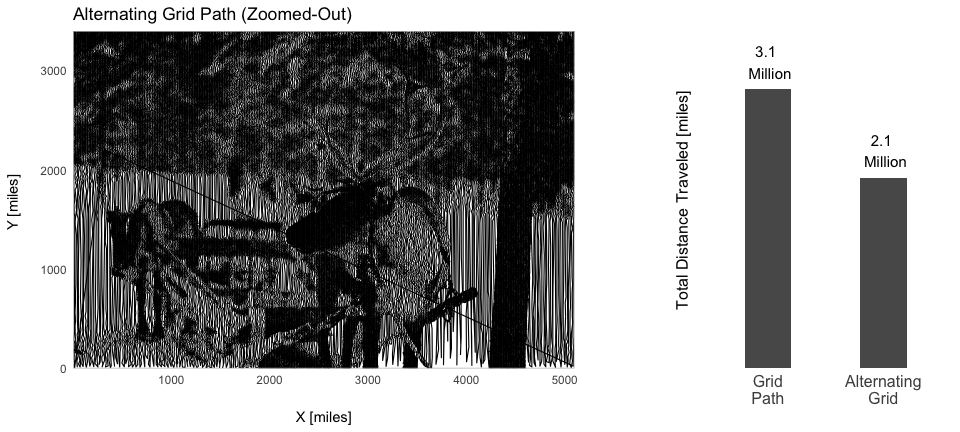 Alternating Grid Path (Zoomed-Out)
3000
2000
1000
0
1000
2000
3000
4000
5000
X [miles]
Y [miles]
Total Distance Traveled [miles]
3.1
Million
2.1
Million
Grid
Path
Alternating
Grid